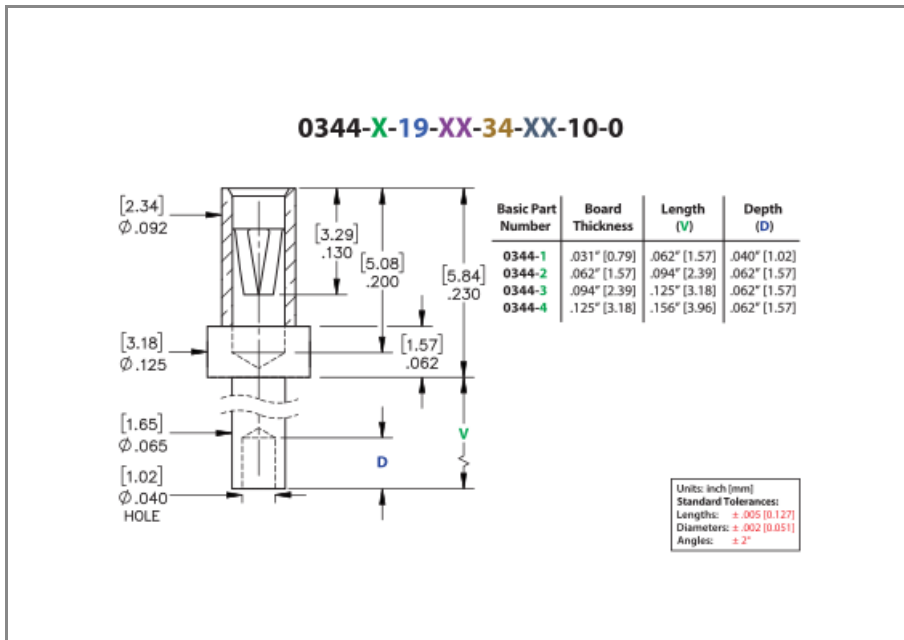 0344-X-19-XX-34-XX-10-0
[2.34]
Ø.092
[3.29]
.130
[5.08]
.200
[5.84]
.230
[3.18]
Ø.125
[1.57]
.062
[1.65]
Ø.065
V
D
[1.02]
Ø.040
HOLE
Basic Part Number Board Thickness Length (V) Depth (D)
0344-1 .031" [0.79] .062" [1.57] .040" [1.02]
0344-2 .062" [1.57] .094" [2.39] .062" [1.57]
0344-3 .094" [2.39] .125" [3.18] .062" [1.57]
0344-4 .125" [3.18] .156" [3.96] .062" [1.57]
Units: inch [mm]
Standard Tolerances:
Lengths: ± .005 [0.127]
Diameters: ± .002 [0.051]
Angles: ± 2°